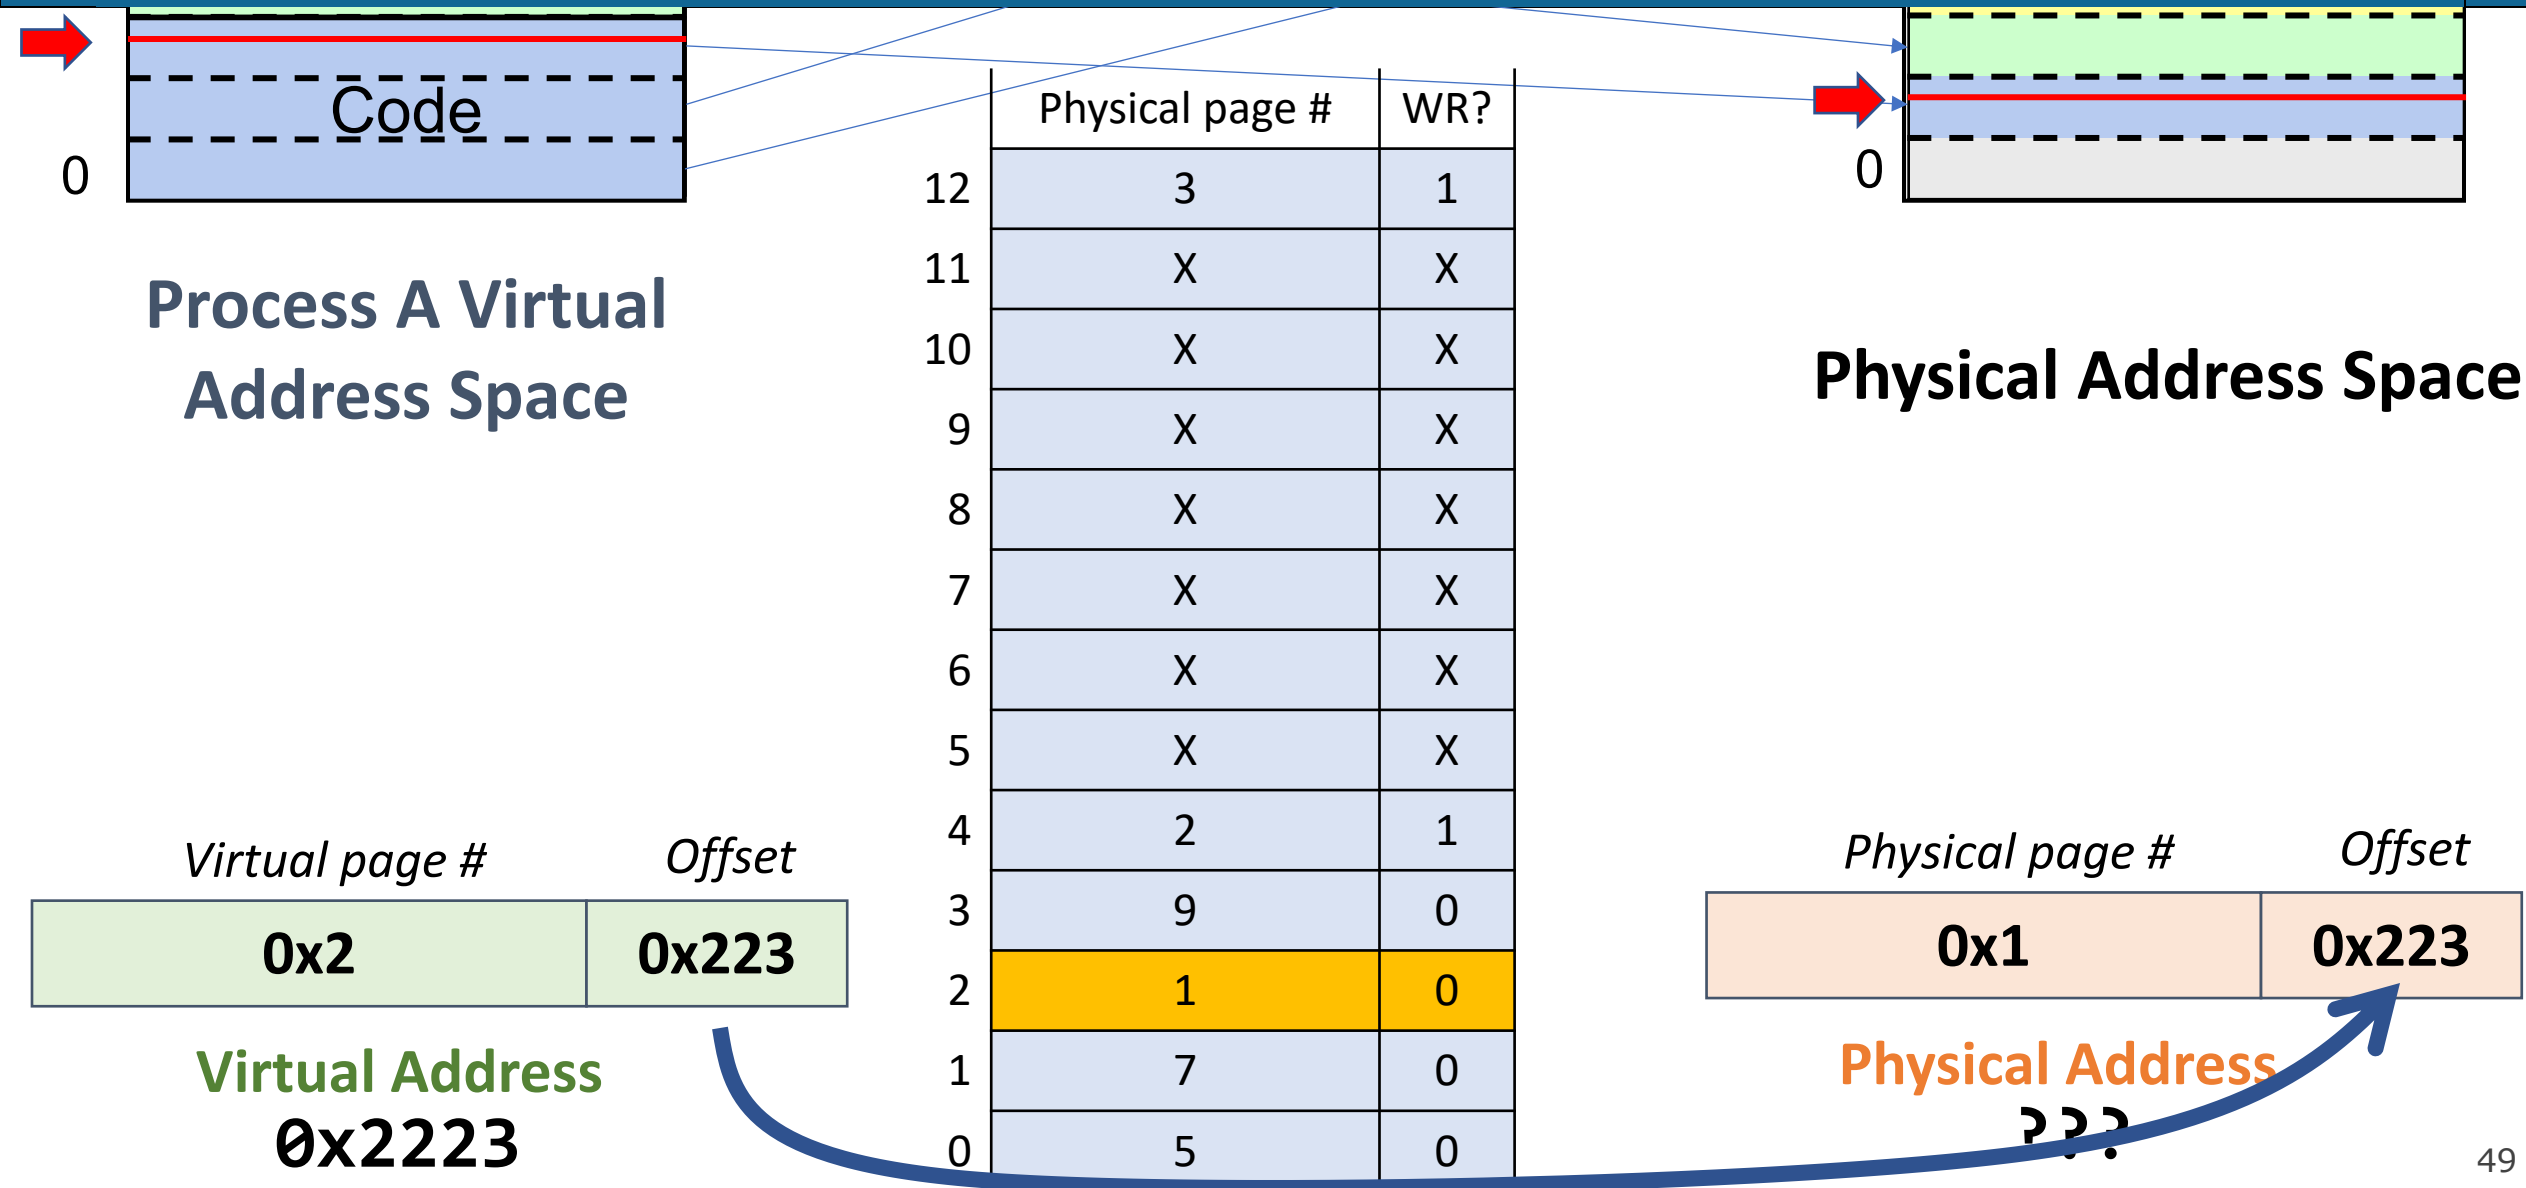 Code
0
Process A Virtual
Address Space
Physical page # WR?
12 3 1
11 X X
10 X X
9 X X
8 X X
7 X X
6 X X
5 X X
4 2 1
3 9 0
2 1 0
1 7 0
0 5 0
0
Physical Address Space
Virtual page # Offset
0x2 0x223
Virtual Address
0x2223
Physical page # Offset
0x1 0x223
Physical Address
???
49